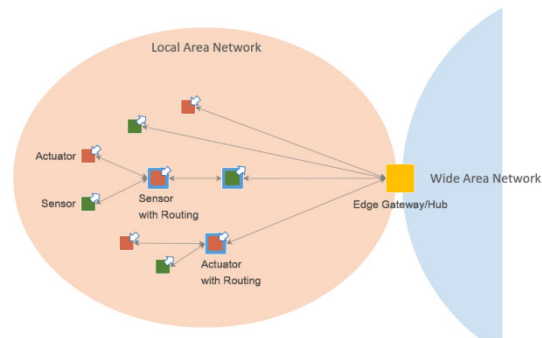 Local Area Network
Actuator
Sensor
Sensor
with Routing
Wide Area Network
Edge Gateway/Hub
Actuator
with Routing